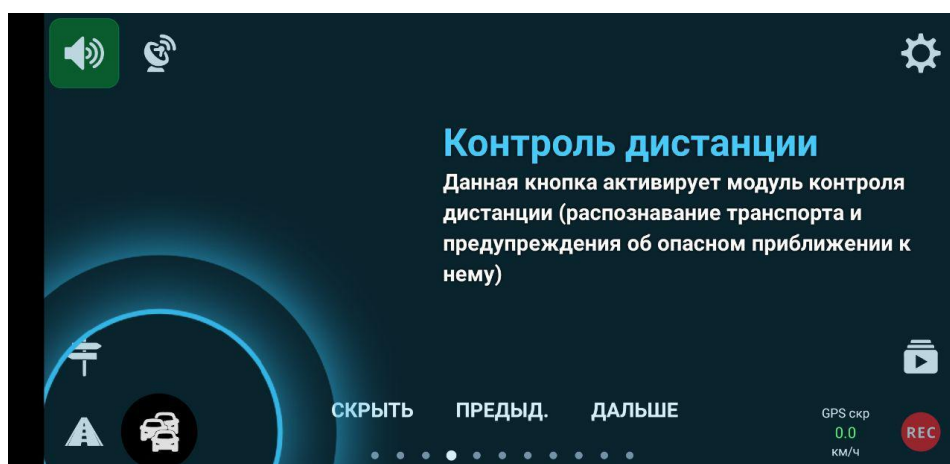 Контроль дистанции
Данная кнопка активирует модуль контроля
дистанции (распознавание транспорта и
предупреждения об опасном приближении к
нему)
СКРЫТЬ ПРЕДЫД. ДАЛЬШЕ
GPS скр
0.0
км/ч
REC